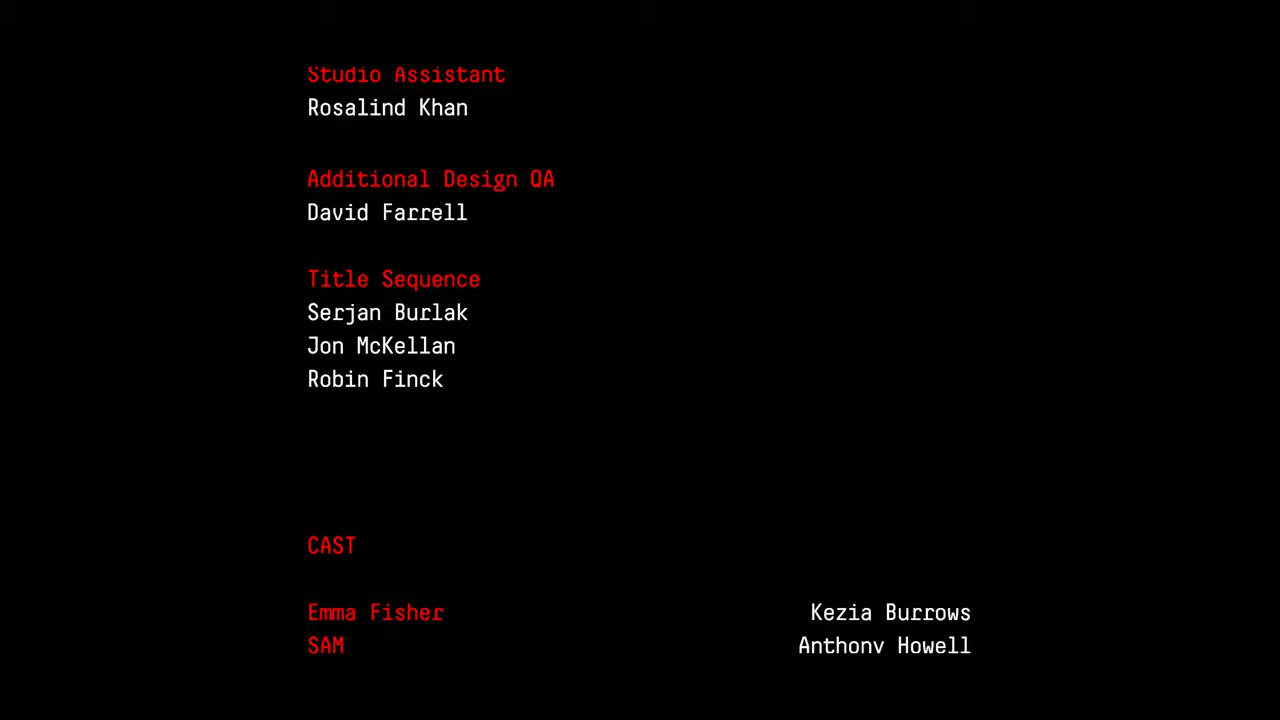 Studio Assistant
Rosalind Khan
Additional Design QA
David Farrell
Title Sequence
Serjan Burlak
Jon McKellan
Robin Finck
CAST
Emma Fisher Kezia Burrows
SAM Anthony Howell